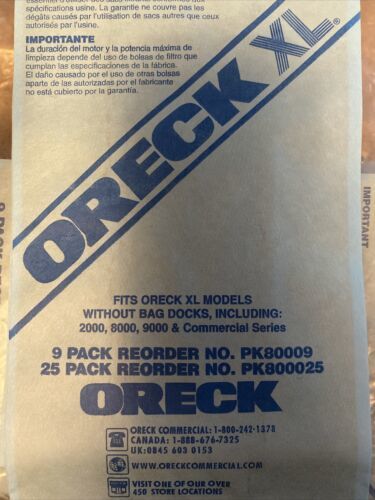 spécifications usine. La garantie ne couvre pas les
dégâts causés par l'utilisation de sacs autres que ceux
autorisés par l'usine.
IMPORTANTE
La duración del motor y la potencia máxima de
limpieza depende del uso de bolsas de filtro que
cumplan las especificaciones de la fábrica.
El daño causado por el uso de otras bolsas
aparte de las autorizadas por el fabricante
no está cubierto por la garantía.
ORECK XL®
IMPORTANT
9 PACK
FITS ORECK XL MODELS
WITHOUT BAG DOCKS, INCLUDING:
2000, 8000, 9000 & Commercial Series
9 PACK REORDER NO. PK80009
25 PACK REORDER NO. PK800025
ORECK
ORECK COMMERCIAL: 1-800-242-1378
CANADA: 1-888-676-7325
UK: 0845 603 0153
WWW.ORECKCOMMERCIAL.COM
VISIT ONE OF OUR OVER
450 STORE LOCATIONS